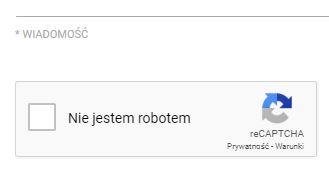 * WIADOMOŚĆ
Nie jestem robotem
reCAPTCHA
Prywatność - Warunki